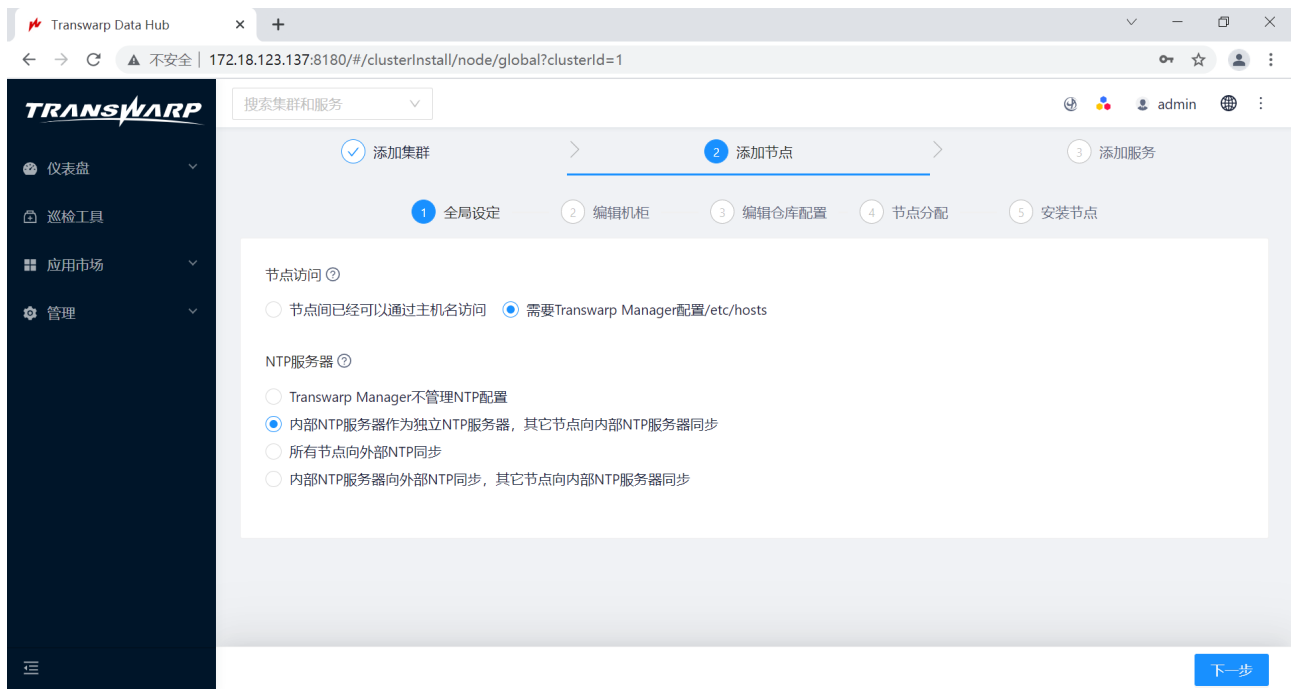 Transwarp Data Hub
不安全 172.18.123.137:8180/#/clusterInstall/node/global?clusterId=1
TRANSWARP
搜索集群和服务
admin
仪表盘
巡检工具
应用市场
管理
添加集群 2 添加节点 3 添加服务
1 全局设定 2 编辑机柜 3 编辑仓库配置 4 节点分配 5 安装节点
节点访问
节点间已经可以通过主机名访问 需要Transwarp Manager配置/etc/hosts
NTP服务器
Transwarp Manager不管理NTP配置
内部NTP服务器作为独立NTP服务器，其它节点向内部NTP服务器同步
所有节点向外部NTP同步
内部NTP服务器向外部NTP同步，其它节点向内部NTP服务器同步
下一步